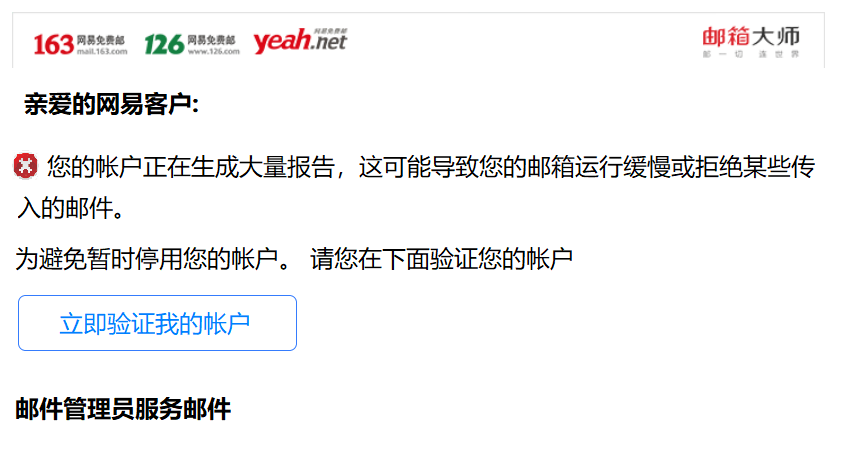 163 网易免费邮 mail.163.com 126 网易免费邮 www.126.com yeah.net 网易免费邮 邮箱大师
邮 一 切 连 世 界
亲爱的网易客户:
您的帐户正在生成大量报告，这可能导致您的邮箱运行缓慢或拒绝某些传
入的邮件。
为避免暂时停用您的帐户。 请您在下面验证您的帐户
立即验证我的帐户
邮件管理员服务邮件